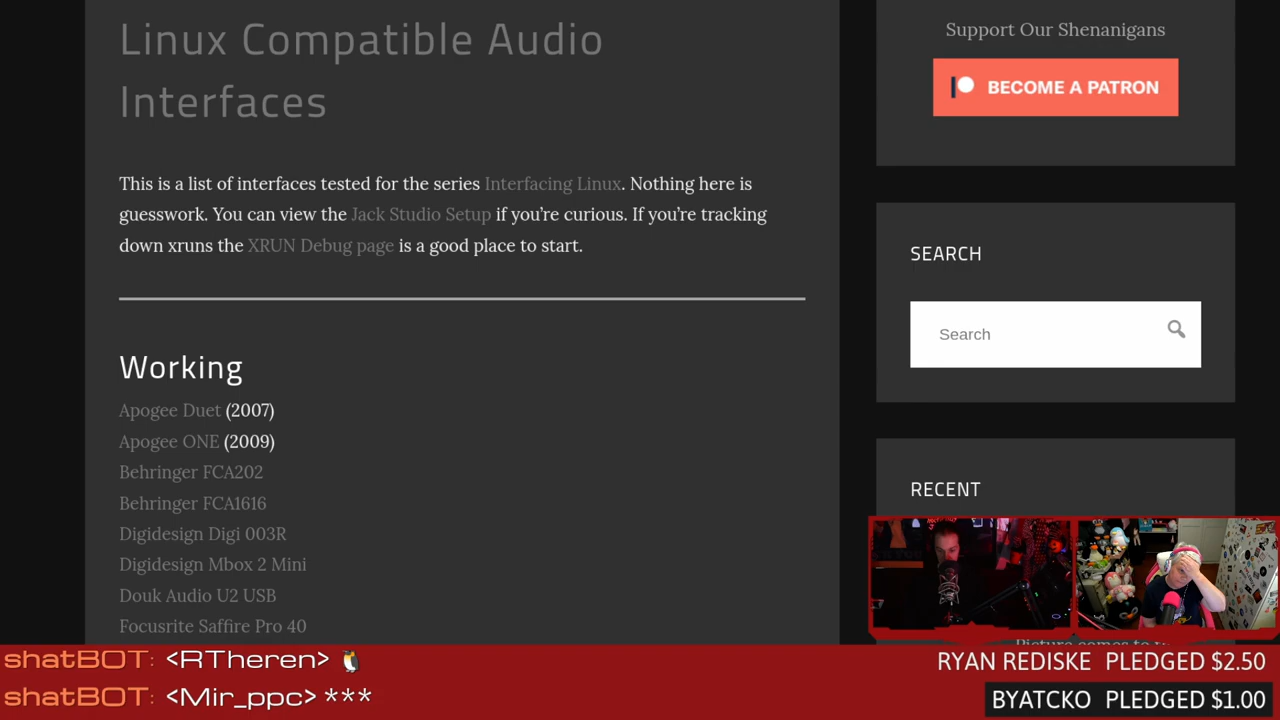 Linux Compatible Audio
Interfaces
This is a list of interfaces tested for the series Interfacing Linux. Nothing here is
guesswork. You can view the Jack Studio Setup if you’re curious. If you’re tracking
down xruns the XRUN Debug page is a good place to start.
Working
Apogee Duet (2007)
Apogee ONE (2009)
Behringer FCA202
Behringer FCA1616
Digidesign Digi 003R
Digidesign Mbox 2 Mini
Douk Audio U2 USB
Focusrite Saffire Pro 40
Support Our Shenanigans
BECOME A PATRON
SEARCH
Search
RECENT
shatBOT: <RTheren> 🐧
shatBOT: <Mir_ppc> ***
RYAN REDISKE PLEDGED $2.50
BYATCKO PLEDGED $1.00